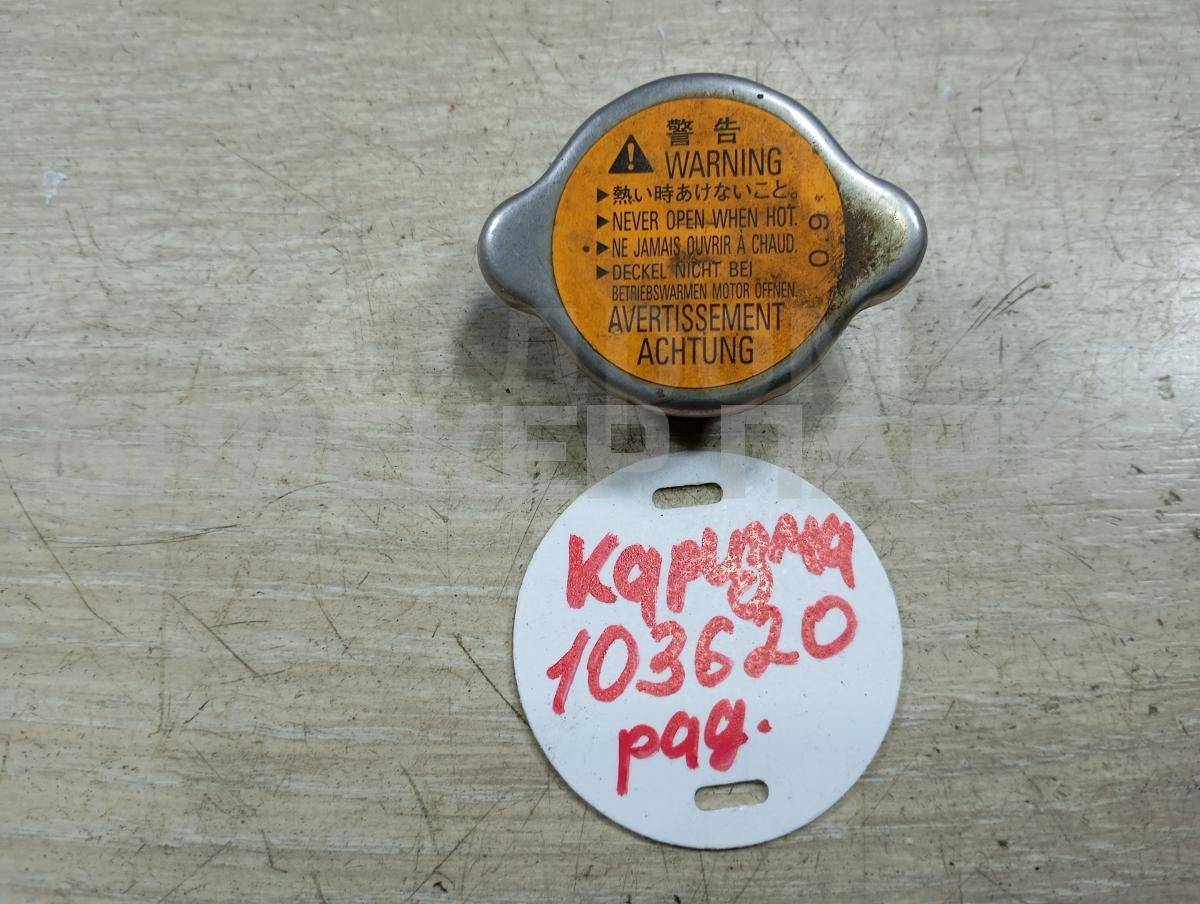 警告
WARNING
▶熱い時あけないこと。
▶NEVER OPEN WHEN HOT.
▶NE JAMAIS OUVRIR À CHAUD.
▶DECKEL NICHT BEI
BETRIEBSWARMEN MOTOR ÖFFNEN
AVERTISSEMENT
ACHTUNG
0.9
Каризма
103620
рад.